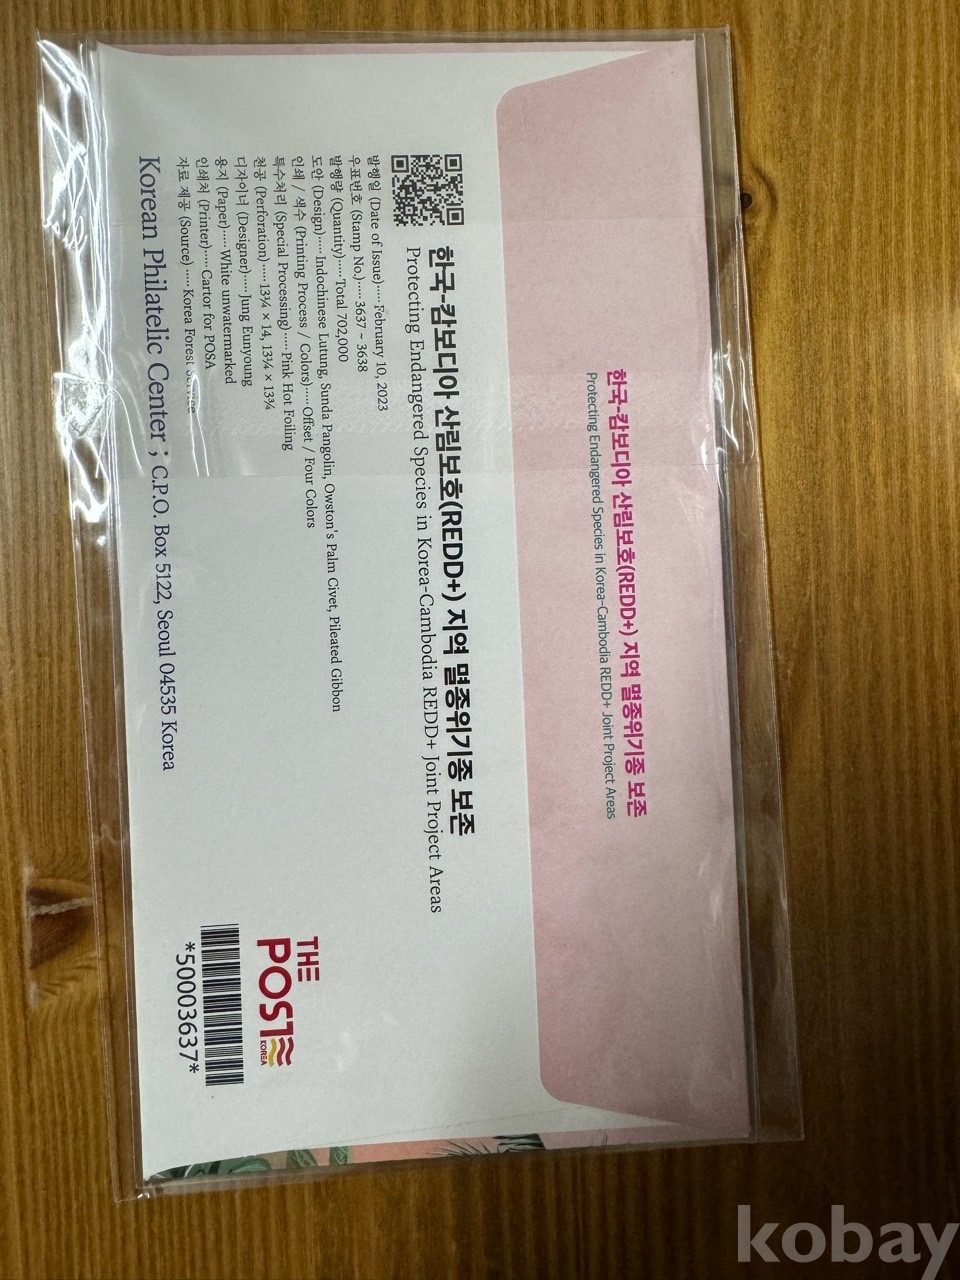 한국-캄보디아 산림보호(REDD+) 지역 멸종위기종 보존
Protecting Endangered Species in Korea-Cambodia REDD+ Joint Project Areas
한국-캄보디아 산림보호(REDD+) 지역 멸종위기종 보존
Protecting Endangered Species in Korea-Cambodia REDD+ Joint Project Areas
발행일 (Date of Issue)·····February 10, 2023
우표번호 (Stamp No.)·····3637 ~ 3638
발행량 (Quantity)·····Total 702,000
도안 (Design)·····Indochinese Lutung, Sunda Pangolin, Owston's Palm Civet, Pileated Gibbon
인쇄 / 색수 (Printing Process / Colors)·····Offset / Four Colors
특수처리 (Special Processing)·····Pink Hot Foiling
천공 (Perforation)·····13¼ × 14, 13¼ × 13¾
디자이너 (Designer)·····Jung Eunyoung
용지 (Paper)·····White unwatermarked
인쇄처 (Printer)·····Cartor for POSA
자료 제공 (Source)·····Korea Forest Service
Korean Philatelic Center ; C.P.O. Box 5122, Seoul 04535 Korea
THE
POST
KOREA
*50003637*
kobay